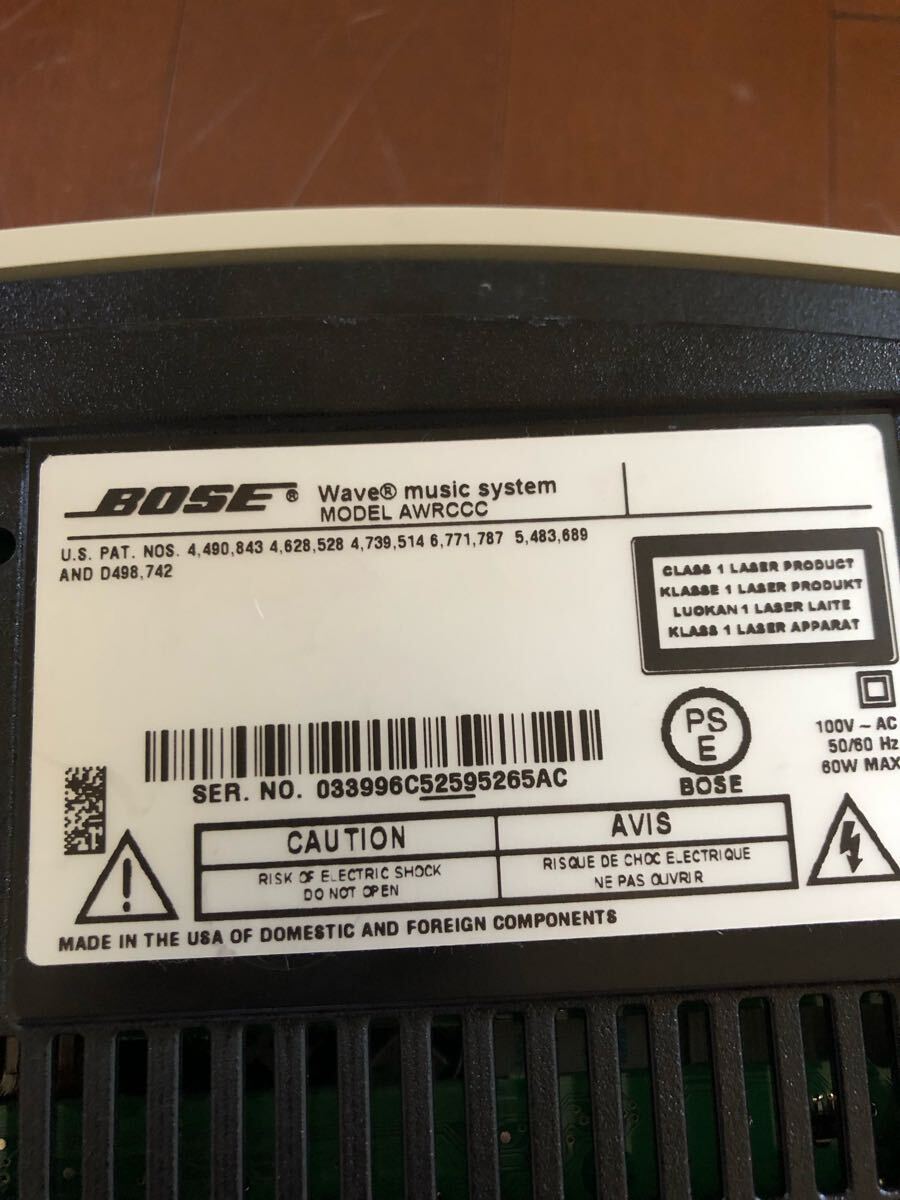 BOSE® Wave® music system
MODEL AWRCCC
U.S. PAT. NOS. 4,490,843 4,628,528 4,739,514 6,771,787 5,483,689
AND D498,742
CLASS 1 LASER PRODUCT
KLASSE 1 LASER PRODUKT
LUOKAN 1 LASER LAITE
KLASS 1 LASER APPARAT
PS
E
BOSE
100V ~ AC
50/60 Hz
60W MAX
SER. NO. 033996C52595265AC
CAUTION
RISK OF ELECTRIC SHOCK
DO NOT OPEN
AVIS
RISQUE DE CHOC ELECTRIQUE
NE PAS OUVRIR
MADE IN THE USA OF DOMESTIC AND FOREIGN COMPONENTS